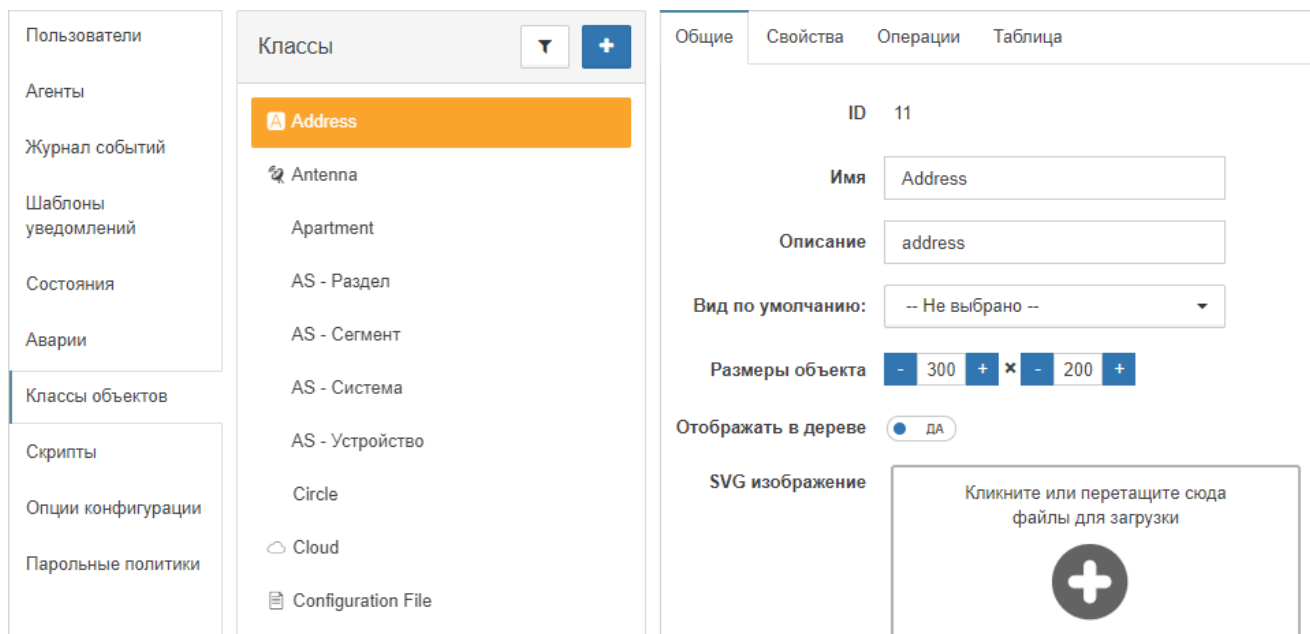 Пользователи
Агенты
Журнал событий
Шаблоны
уведомлений
Состояния
Аварии
Классы объектов
Скрипты
Опции конфигурации
Парольные политики
Классы
A Address
Antenna
Apartment
AS - Раздел
AS - Сегмент
AS - Система
AS - Устройство
Circle
Cloud
Configuration File
Общие Свойства Операции Таблица
ID 11
Имя Address
Описание address
Вид по умолчанию: -- Не выбрано --
Размеры объекта - 300 + × - 200 +
Отображать в дереве ДА
SVG изображение
Кликните или перетащите сюда
файлы для загрузки